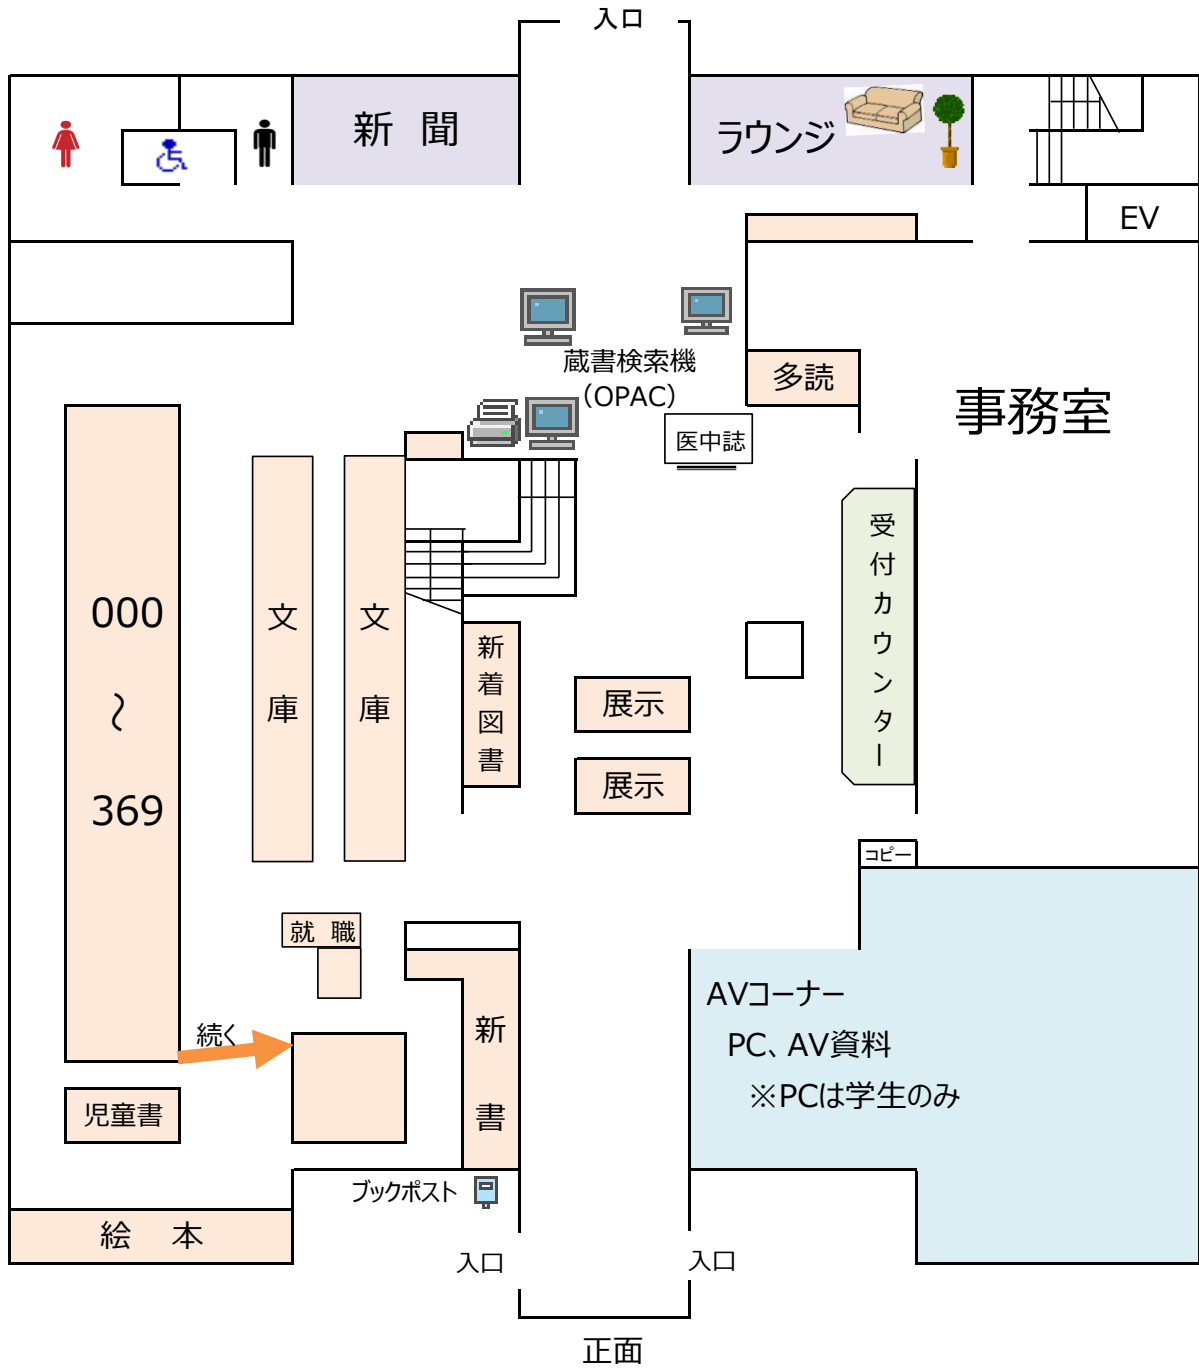 入口
新　聞
ラウンジ
EV
蔵書検索機
（OPAC）
多読
医中誌
事務室
000
～
369
文庫
文庫
新着図書
展示
展示
受付カウンター
コピー
就　職
続く
新書
児童書
AVコーナー
PC、AV資料
※PCは学生のみ
ブックポスト
絵　本
入口
入口
正面